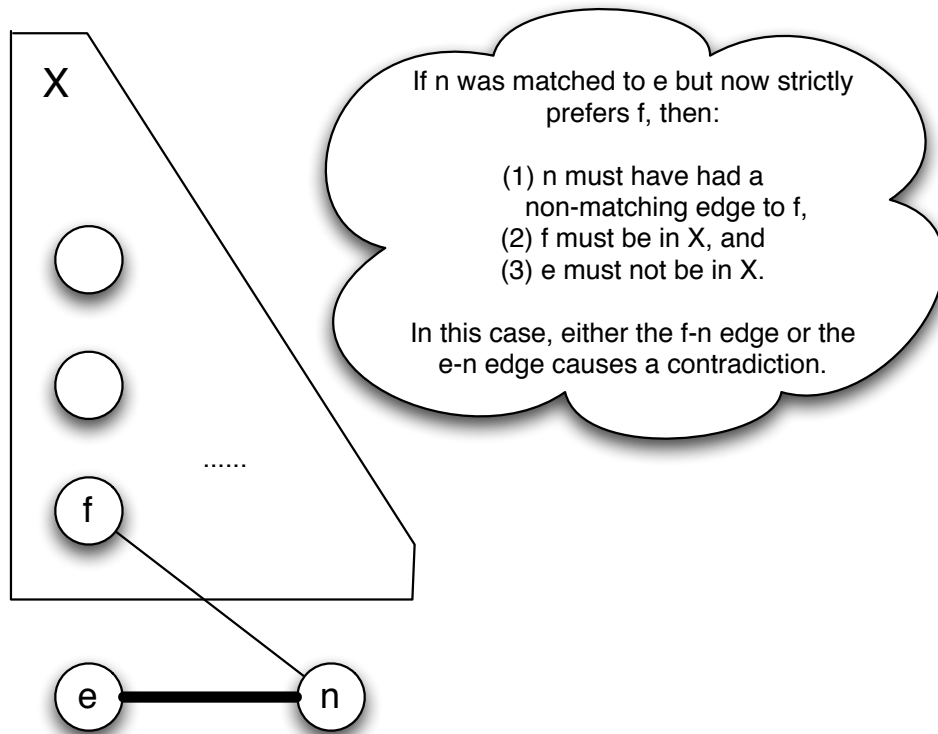 X
If n was matched to e but now strictly
prefers f, then:
(1) n must have had a
non-matching edge to f,
(2) f must be in X, and
(3) e must not be in X.
In this case, either the f-n edge or the
e-n edge causes a contradiction.
......
f
e
n